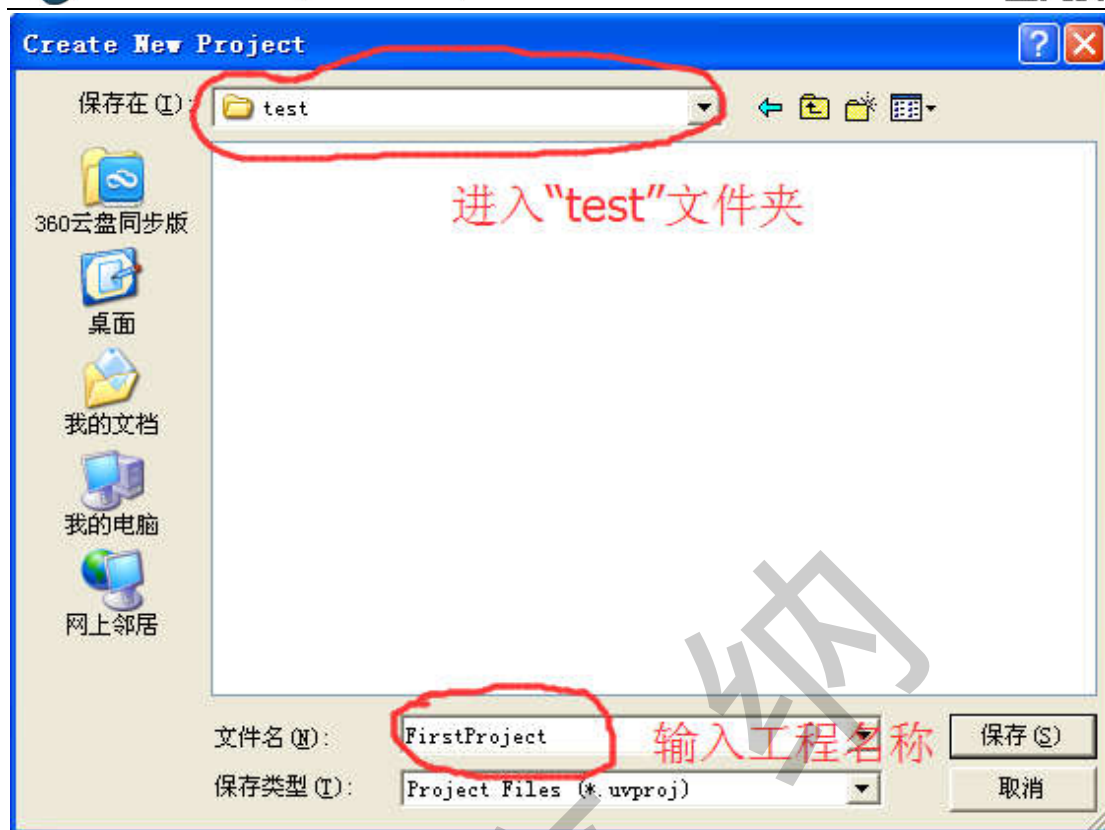 Create New Project
保存在(I):
test
进入“test”文件夹
360云盘同步版
桌面
我的文档
我的电脑
网上邻居
纳
文件名(N):
FirstProject
输入工程名称
保存(S)
保存类型(T):
Project Files (*.uvproj)
取消